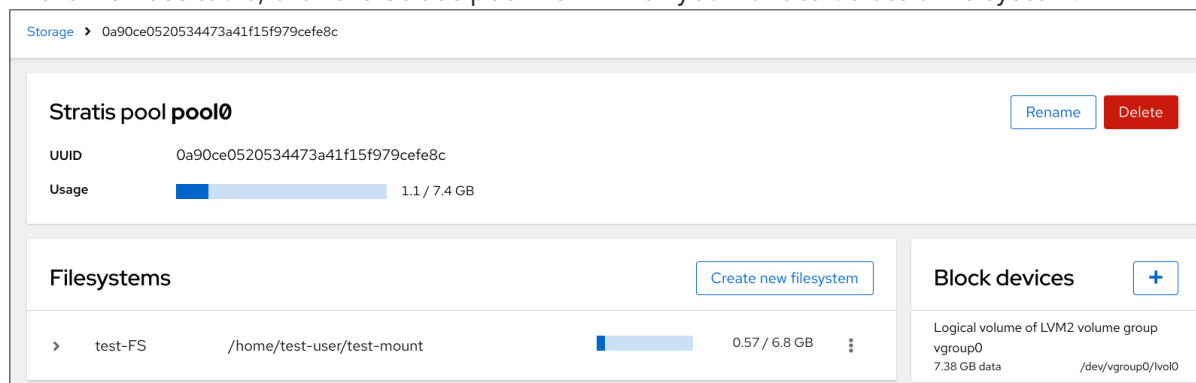 Storage > 0a90ce0520534473a41f15f979cefe8c
Stratis pool pool0
Rename
Delete
UUID 0a90ce0520534473a41f15f979cefe8c
Usage 1.1 / 7.4 GB
Filesystems
Create new filesystem
test-FS /home/test-user/test-mount 0.57 / 6.8 GB
Block devices
+
Logical volume of LVM2 volume group
vgroup0
7.38 GB data /dev/vgroup0/lvol0